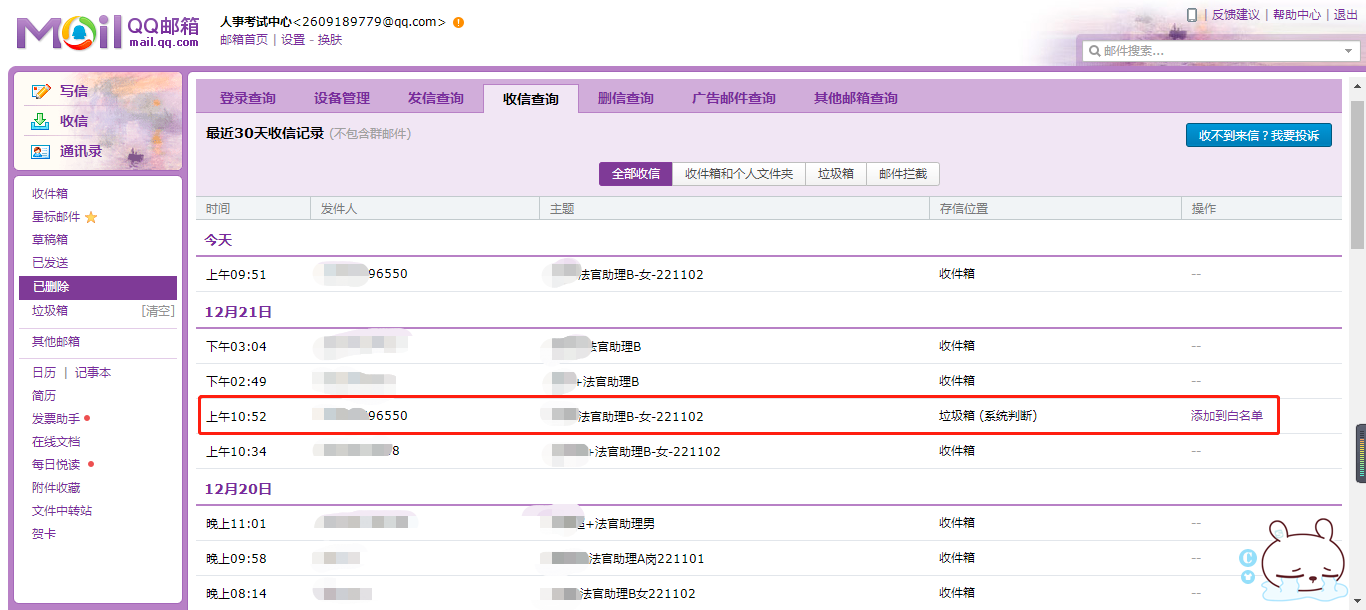 Mail QQ邮箱 mail.qq.com
人事考试中心<2609189779@qq.com>
邮箱首页 | 设置 - 换肤
反馈建议 | 帮助中心 | 退出
邮件搜索...
写信
收信
通讯录
收件箱
星标邮件
草稿箱
已发送
已删除
垃圾箱 [清空]
其他邮箱
日历 | 记事本
简历
发票助手
在线文档
每日悦读
附件收藏
文件中转站
贺卡
登录查询 设备管理 发信查询 收信查询 删信查询 广告邮件查询 其他邮箱查询
最近30天收信记录 (不包含群邮件)
收不到来信？我要投诉
全部收信 收件箱和个人文件夹 垃圾箱 邮件拦截
时间 发件人 主题 存信位置 操作
今天
上午09:51 96550 法官助理B-女-221102 收件箱 --
12月21日
下午03:04 法官助理B 收件箱 --
下午02:49 +法官助理B 收件箱 --
上午10:52 96550 法官助理B-女-221102 垃圾箱 (系统判断) 添加到白名单
上午10:34 8 +法官助理B-女-221102 收件箱 --
12月20日
晚上11:01 +法官助理男 收件箱 --
晚上09:58 法官助理A岗221101 收件箱 --
晚上08:14 法官助理B女221102 收件箱 --